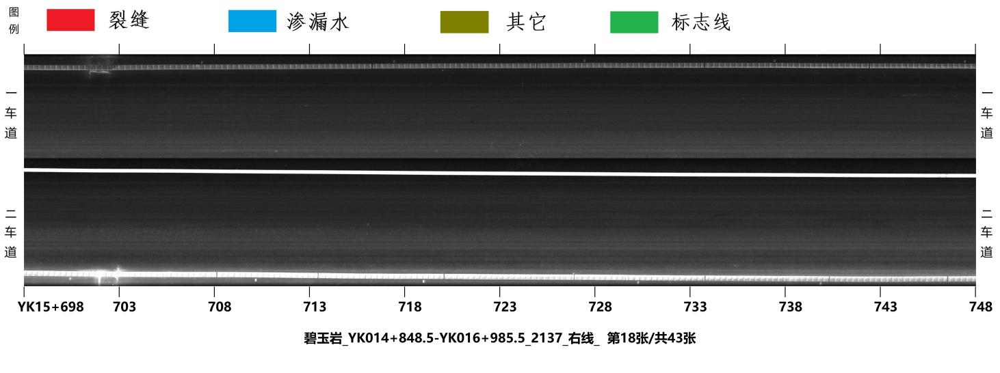 图例 裂缝 渗漏水 其它 标志线
一车道 一车道
二车道 二车道
YK15+698 703 708 713 718 723 728 733 738 743 748
碧玉岩_YK014+848.5-YK016+985.5_2137_右线_ 第18张/共43张